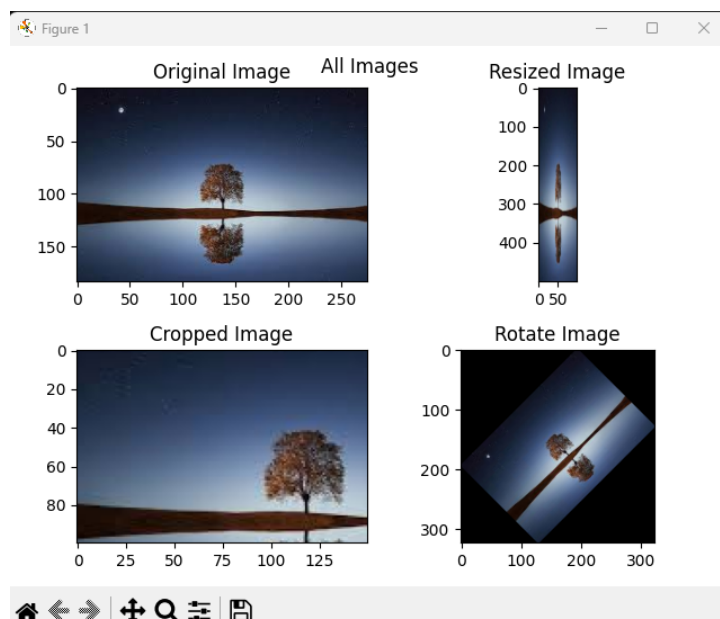 Figure 1
All Images
Original Image
0
50
100
150
0 50 100 150 200 250
Resized Image
0
100
200
300
400
0 50
Cropped Image
0
20
40
60
80
0 25 50 75 100 125
Rotate Image
0
100
200
300
0 100 200 300